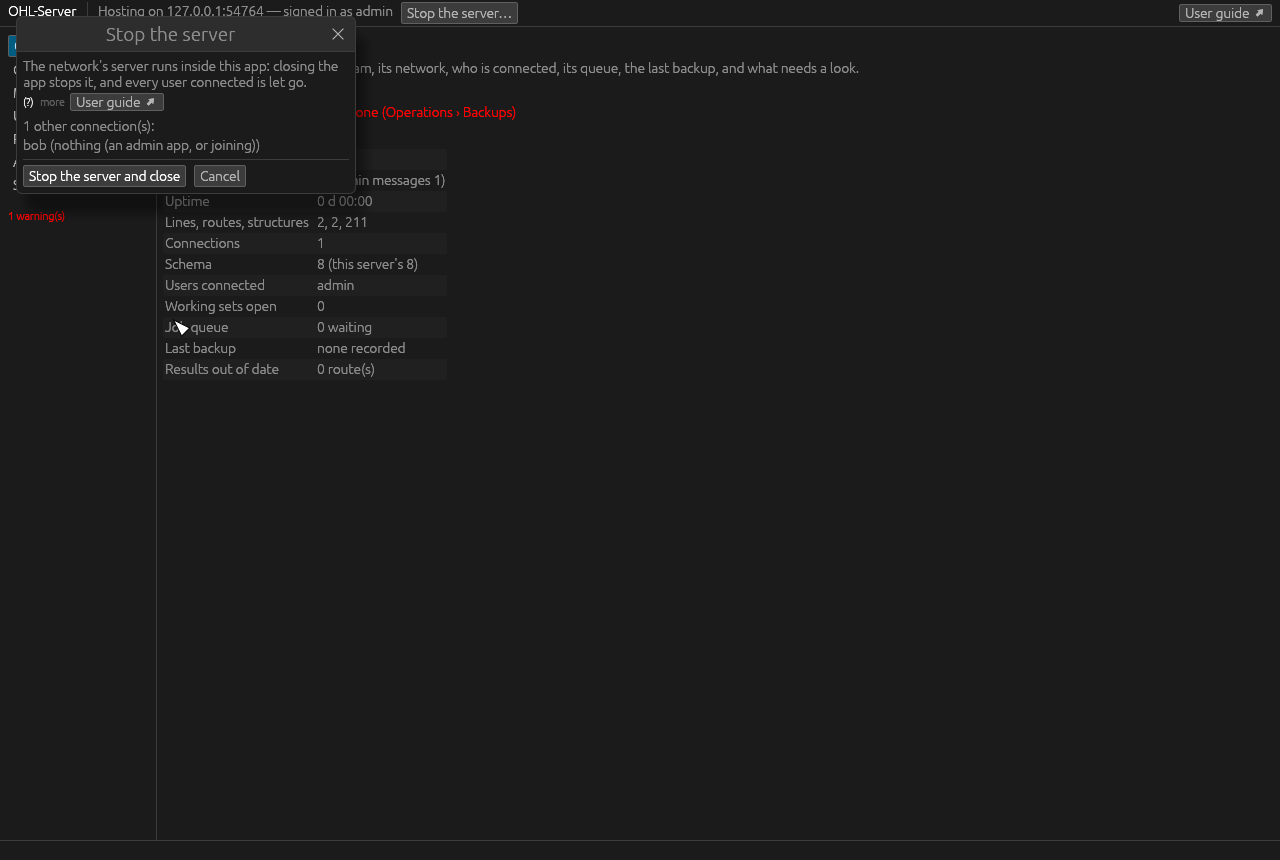 OHL-Server Hosting on 127.0.0.1:54764 — signed in as admin Stop the server... User guide
Stop the server
The network's server runs inside this app: closing the
app stops it, and every user connected is let go.
(?) more User guide
1 other connection(s):
bob (nothing (an admin app, or joining))
Stop the server and close Cancel
its network, who is connected, its queue, the last backup, and what needs a look.
(Operations › Backups)
messages 1)
1 warning(s)
Uptime 0 d 00:00
Lines, routes, structures 2, 2, 211
Connections 1
Schema 8 (this server's 8)
Users connected admin
Working sets open 0
Job queue 0 waiting
Last backup none recorded
Results out of date 0 route(s)